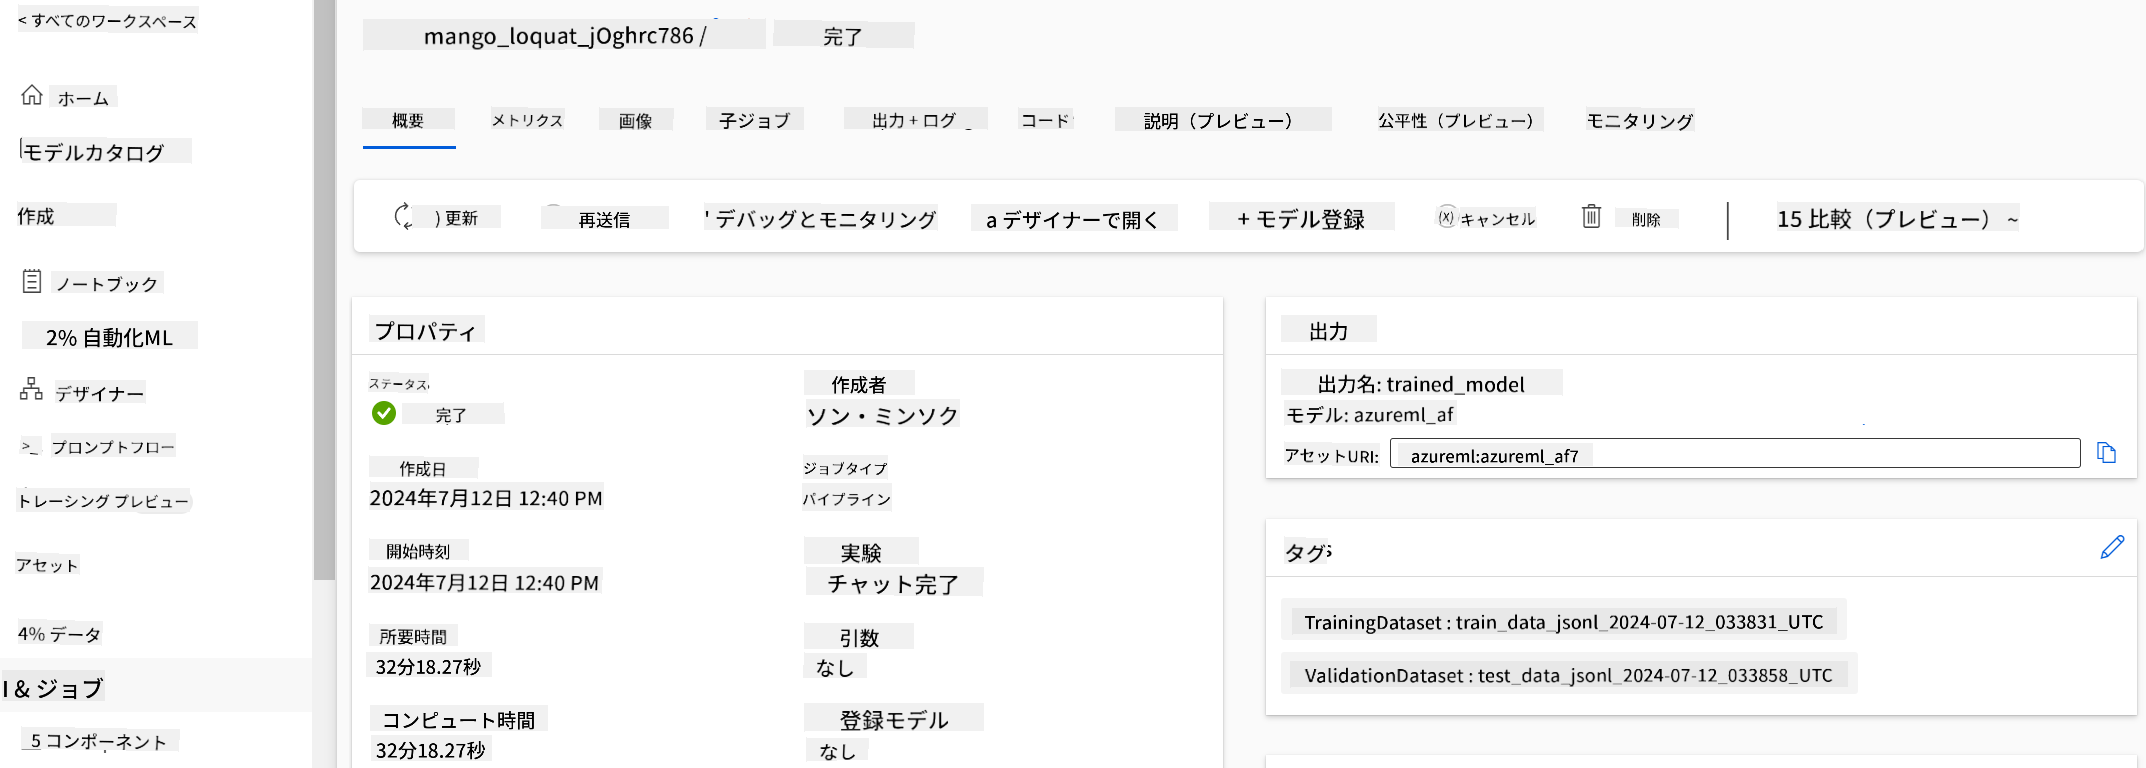 < すべてのワークスペース
ホーム
モデルカタログ
作成
ノートブック
2% 自動化ML
デザイナー
>_ プロンプトフロー
トレーシング プレビュー
アセット
4% データ
I & ジョブ
5 コンポーネント
mango_loquat_jOghrc786 / 完了
概要 メトリクス 画像 子ジョブ 出力 + ログ コード 説明（プレビュー） 公平性（プレビュー） モニタリング
) 更新 再送信 ' デバッグとモニタリング a デザイナーで開く + モデル登録 (x) キャンセル 削除 15 比較（プレビュー） ~
プロパティ
ステータス
完了
作成日
2024年7月12日 12:40 PM
開始時刻
2024年7月12日 12:40 PM
所要時間
32分18.27秒
コンピュート時間
32分18.27秒
作成者
ソン・ミンソク
ジョブタイプ
パイプライン
実験
チャット完了
引数
なし
登録モデル
なし
出力
出力名: trained_model
モデル: azureml_af
アセットURI: azureml:azureml_af7
タグs
TrainingDataset : train_data_jsonl_2024-07-12_033831_UTC
ValidationDataset : test_data_jsonl_2024-07-12_033858_UTC